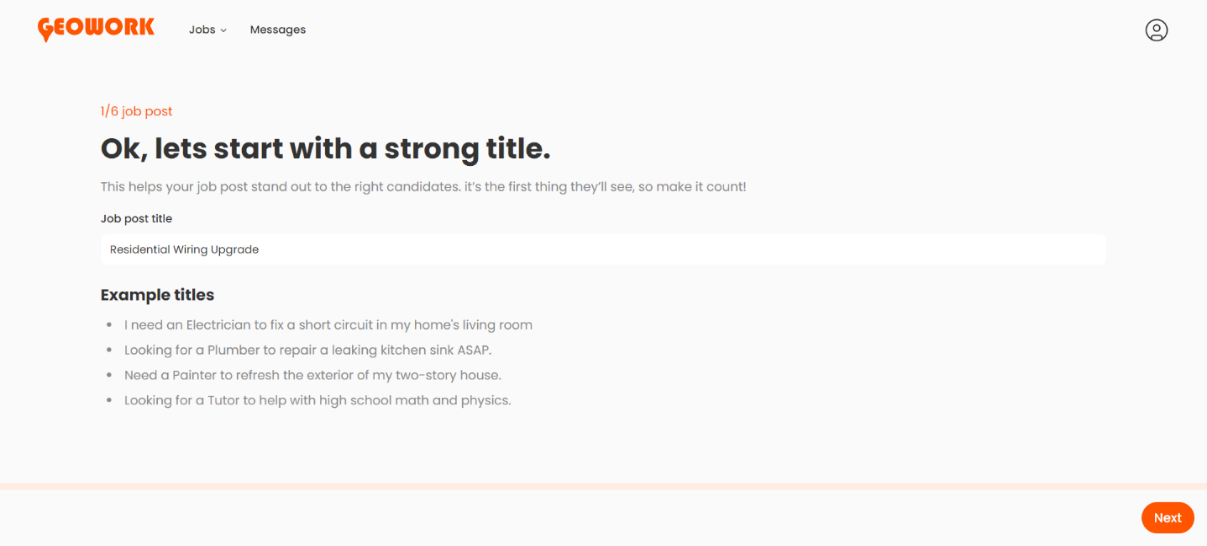 GEOWORK
Jobs
Messages
1/6 job post
Ok, lets start with a strong title.
This helps your job post stand out to the right candidates. it's the first thing they'll see, so make it count!
Job post title
Residential Wiring Upgrade
Example titles
• I need an Electrician to fix a short circuit in my home's living room
• Looking for a Plumber to repair a leaking kitchen sink ASAP.
• Need a Painter to refresh the exterior of my two-story house.
• Looking for a Tutor to help with high school math and physics.
Next